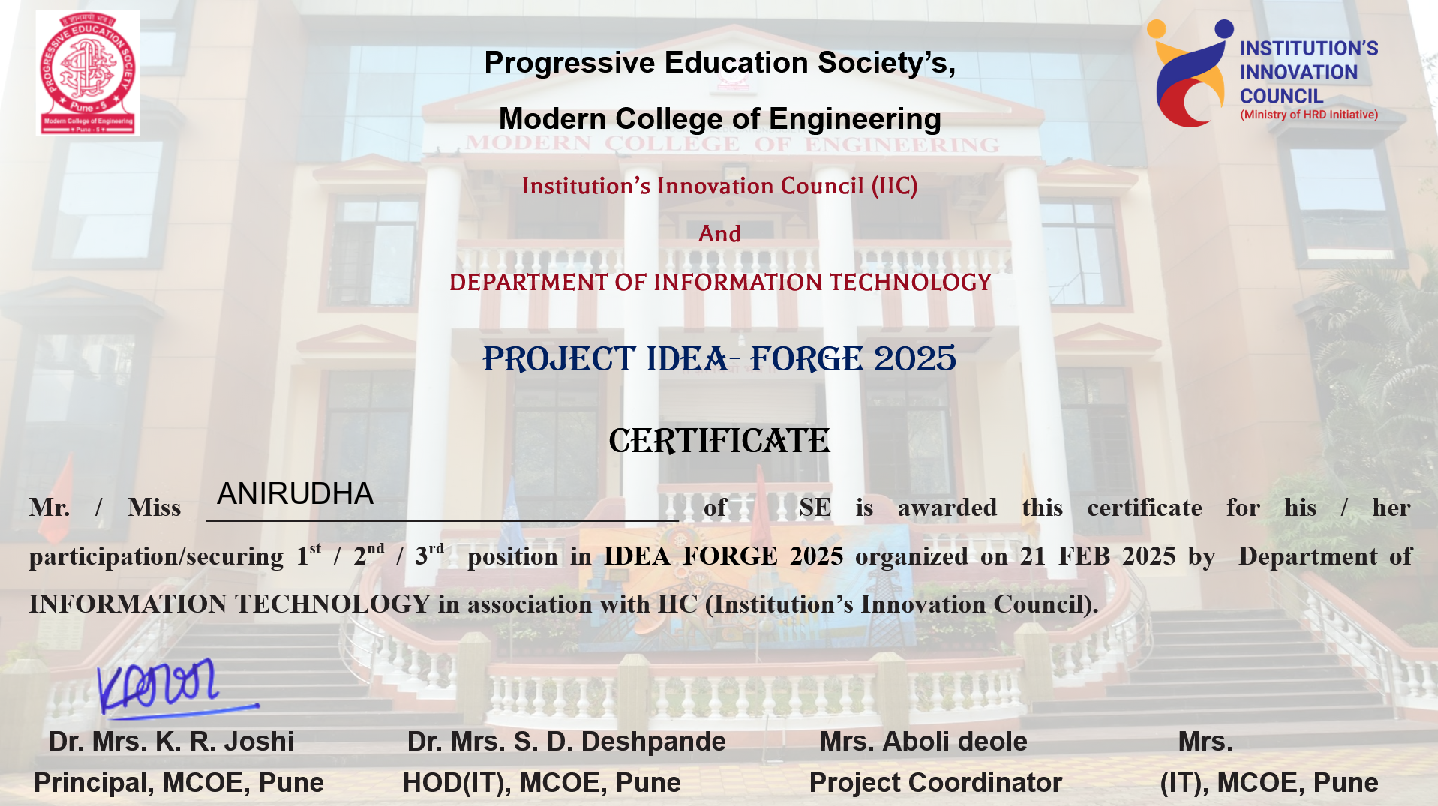 ज्ञानमयो भव
PROGRESSIVE EDUCATION SOCIETY
Pune - 5
Modern College of Engineering
Pune - 5
Progressive Education Society’s,
Modern College of Engineering
INSTITUTION’S
INNOVATION
COUNCIL
(Ministry of HRD Initiative)
MODERN COLLEGE OF ENGINEERING
Institution’s Innovation Council (IIC)
And
DEPARTMENT OF INFORMATION TECHNOLOGY
PROJECT IDEA- FORGE 2025
CERTIFICATE
Mr. / Miss ANIRUDHA of SE is awarded this certificate for his / her
participation/securing 1st / 2nd / 3rd position in IDEA FORGE 2025 organized on 21 FEB 2025 by Department of
INFORMATION TECHNOLOGY in association with IIC (Institution’s Innovation Council).
Dr. Mrs. K. R. Joshi Dr. Mrs. S. D. Deshpande Mrs. Aboli deole Mrs.
Principal, MCOE, Pune HOD(IT), MCOE, Pune Project Coordinator (IT), MCOE, Pune